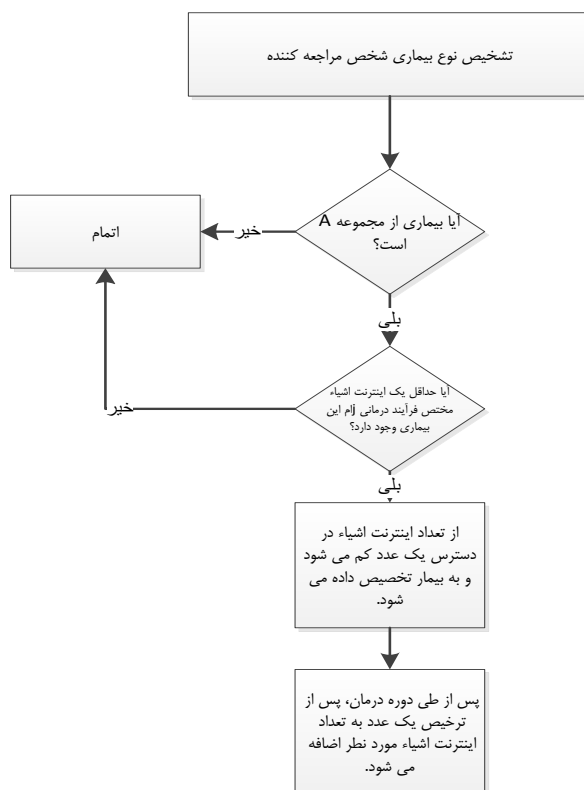 تشخیص نوع بیماری شخص مراجعه کننده
آیا بیماری از مجموعه A
است؟
خیر
اتمام
بلی
آیا حداقل یک اینترنت اشیاء
مختص فرآیند درمانی jام این
بیماری وجود دارد؟
خیر
بلی
از تعداد اینترنت اشیاء در
دسترس یک عدد کم می شود
و به بیمار تخصیص داده می
شود.
پس از طی دوره درمان، پس از
ترخیص یک عدد به تعداد
اینترنت اشیاء مورد نطر اضافه
می شود.